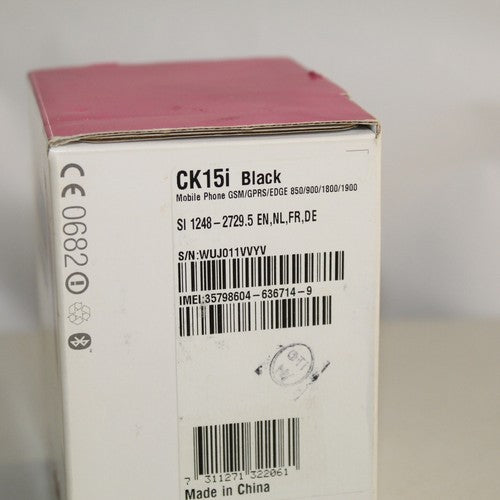 CK15i Black
Mobile Phone GSM/GPRS/EDGE 850/900/1800/1900
SI 1248-2729.5 EN,NL,FR,DE
S/N:WUJ011VVYV
IMEI:35798604-636714-9
7 311271 322061
Made in China
CE 0682